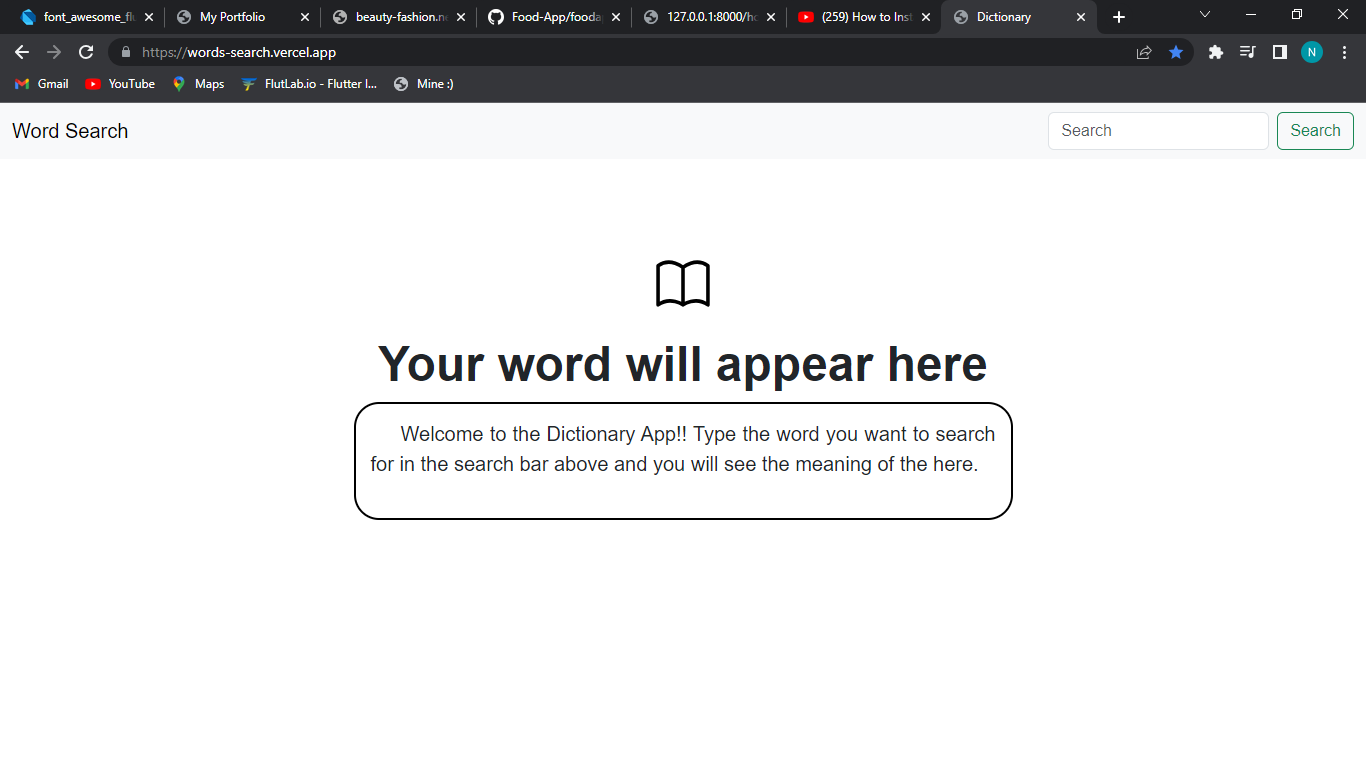 font_awesome_fl
My Portfolio
beauty-fashion.n
Food-App/fooda
127.0.0.1:8000/h
(259) How to Inst
Dictionary
https://words-search.vercel.app
N
Gmail
YouTube
Maps
FlutLab.io - Flutter I...
Mine :)
Word Search
Search
Search
Your word will appear here
Welcome to the Dictionary App!! Type the word you want to search
for in the search bar above and you will see the meaning of the here.